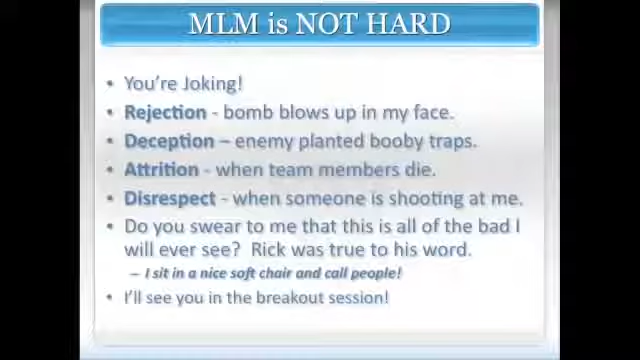 MLM is NOT HARD
• You're Joking!
• Rejection - bomb blows up in my face.
• Deception – enemy planted booby traps.
• Attrition - when team members die.
• Disrespect - when someone is shooting at me.
• Do you swear to me that this is all of the bad I
will ever see? Rick was true to his word.
– I sit in a nice soft chair and call people!
• I'll see you in the breakout session!